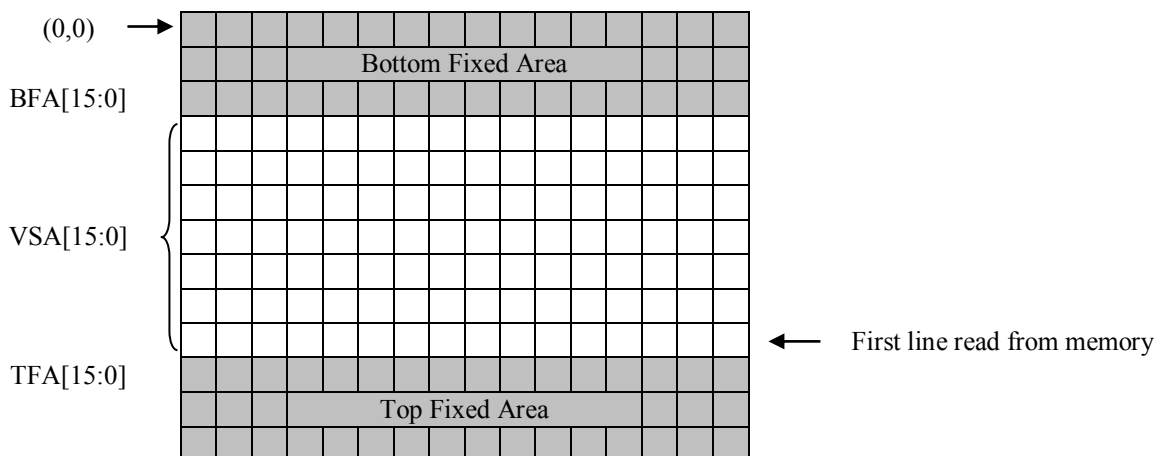 (0,0)
Bottom Fixed Area
BFA[15:0]
VSA[15:0]
First line read from memory
TFA[15:0]
Top Fixed Area